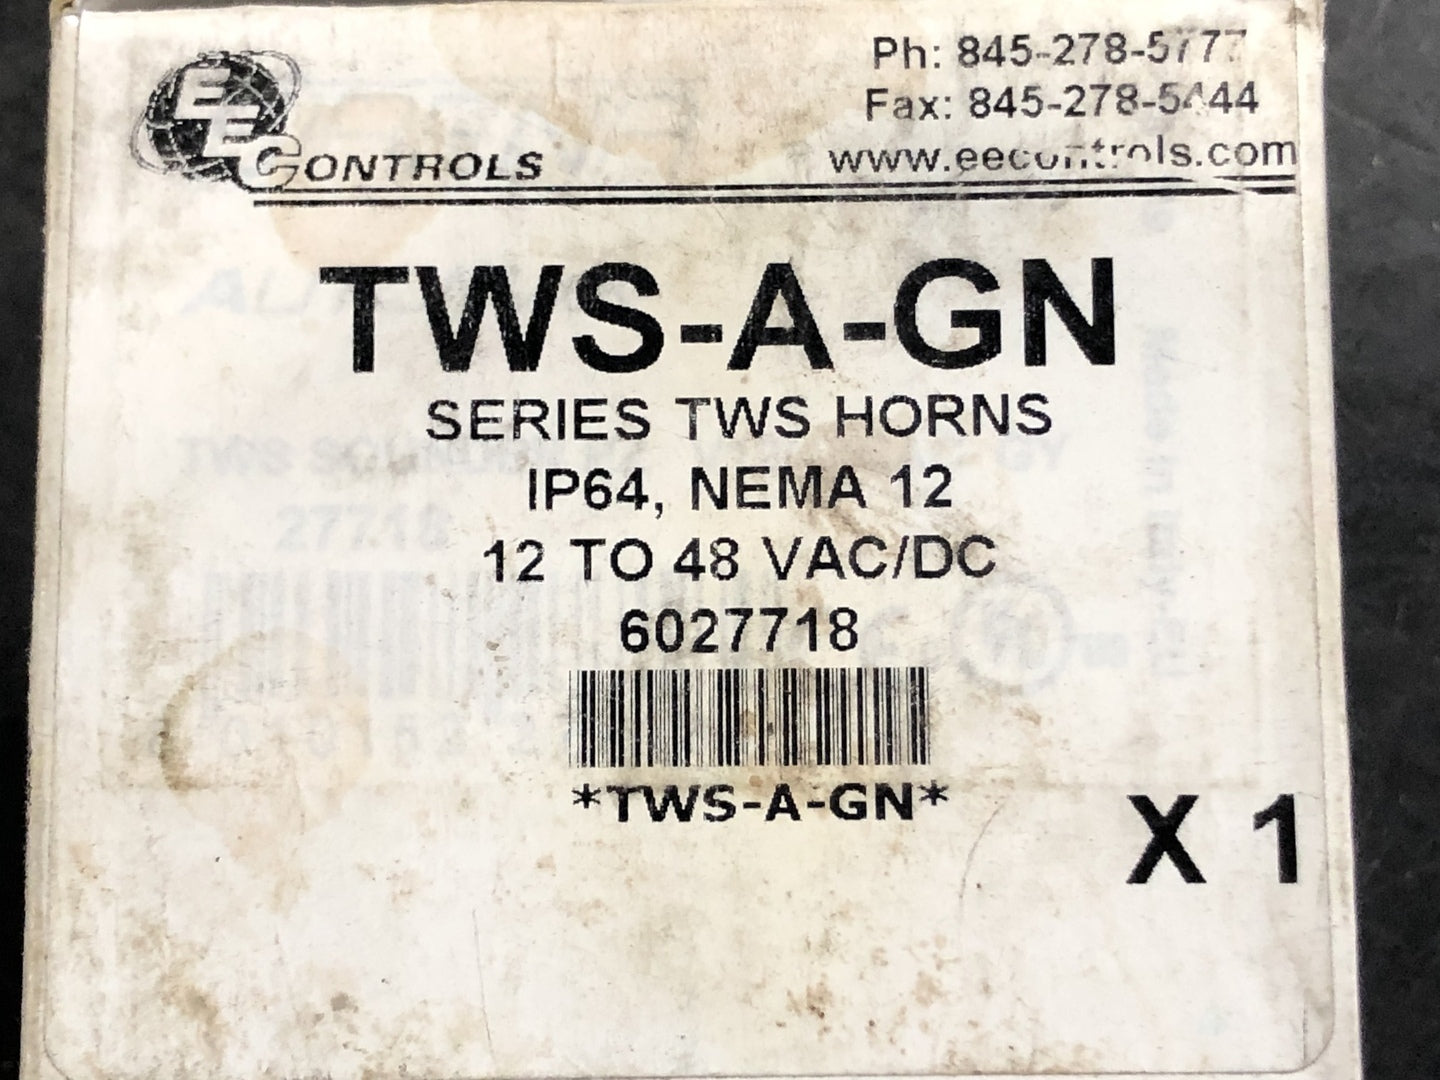 EE CONTROLS
Ph: 845-278-5777
Fax: 845-278-5444
www.eecontrols.com
TWS-A-GN
SERIES TWS HORNS
IP64, NEMA 12
12 TO 48 VAC/DC
6027718
*TWS-A-GN*
X 1
27718